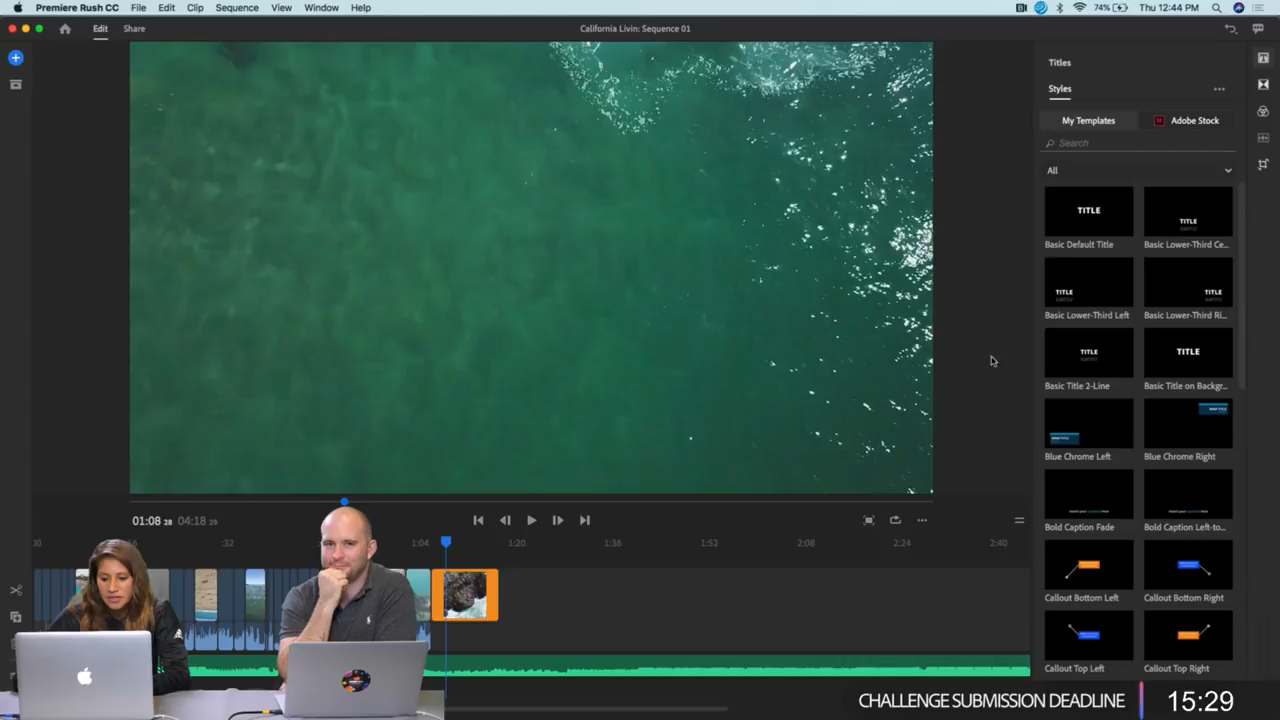 Premiere Rush CC File Edit Clip Sequence View Window Help 74% Thu 12:44 PM
Edit Share California Livin: Sequence 01
Titles
Styles
My Templates Adobe Stock
Search
All
TITLE TITLE
Basic Default Title Basic Lower-Third Ce...
TITLE TITLE
Basic Lower-Third Left Basic Lower-Third Ri...
TITLE TITLE
Basic Title 2-Line Basic Title on Backgr...
Blue Chrome Left Blue Chrome Right
Bold Caption Fade Bold Caption Left-to...
Callout Bottom Left Callout Bottom Right
Callout Top Left Callout Top Right
01:08 28 04:18 29
:32 1:04 1:20 1:36 1:52 2:08 2:24 2:40
CHALLENGE SUBMISSION DEADLINE 15:29